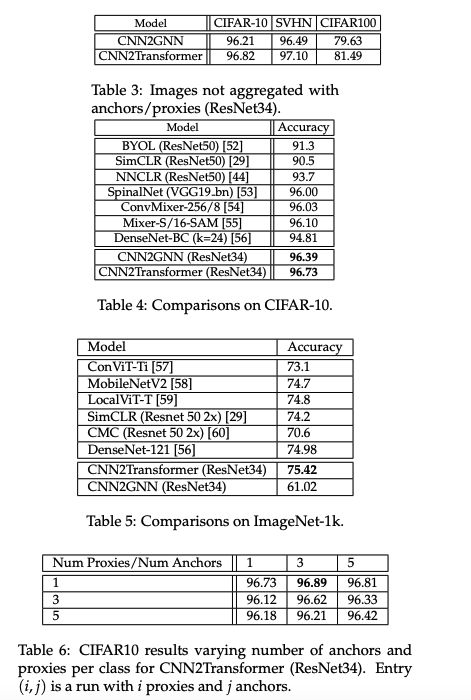 Model CIFAR-10 SVHN CIFAR100
CNN2GNN 96.21 96.49 79.63
CNN2Transformer 96.82 97.10 81.49
Table 3: Images not aggregated with
anchors/proxies (ResNet34).
Model Accuracy
BYOL (ResNet50) [52] 91.3
SimCLR (ResNet50) [29] 90.5
NNCLR (ResNet50) [44] 93.7
SpinalNet (VGG19_bn) [53] 96.00
ConvMixer-256/8 [54] 96.03
Mixer-S/16-SAM [55] 96.10
DenseNet-BC (k=24) [56] 94.81
CNN2GNN (ResNet34) 96.39
CNN2Transformer (ResNet34) 96.73
Table 4: Comparisons on CIFAR-10.
Model Accuracy
ConViT-Ti [57] 73.1
MobileNetV2 [58] 74.7
LocalViT-T [59] 74.8
SimCLR (Resnet 50 2x) [29] 74.2
CMC (Resnet 50 2x) [60] 70.6
DenseNet-121 [56] 74.98
CNN2Transformer (ResNet34) 75.42
CNN2GNN (ResNet34) 61.02
Table 5: Comparisons on ImageNet-1k.
Num Proxies/Num Anchors 1 3 5
1 96.73 96.89 96.81
3 96.12 96.62 96.33
5 96.18 96.21 96.42
Table 6: CIFAR10 results varying number of anchors and
proxies per class for CNN2Transformer (ResNet34). Entry
(i, j) is a run with i proxies and j anchors.